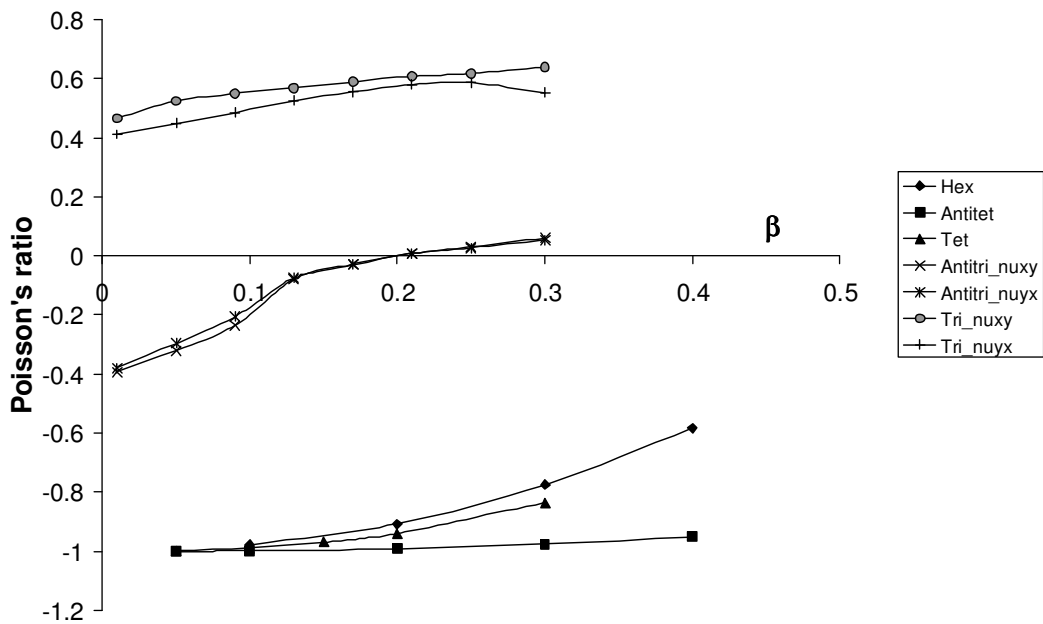 0.8
0.6
0.4
0.2
0
-0.2
-0.4
-0.6
-0.8
-1
-1.2
Poisson's ratio
0 0.1 0.2 0.3 0.4 0.5
β
Hex
Antitet
Tet
Antitri_nuxy
Antitri_nuyx
Tri_nuxy
Tri_nuyx